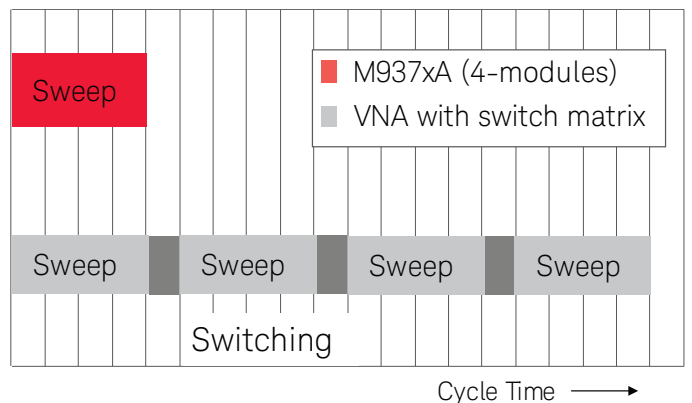 Sweep
M937xA (4-modules)
VNA with switch matrix
Sweep Sweep Sweep Sweep
Switching
Cycle Time